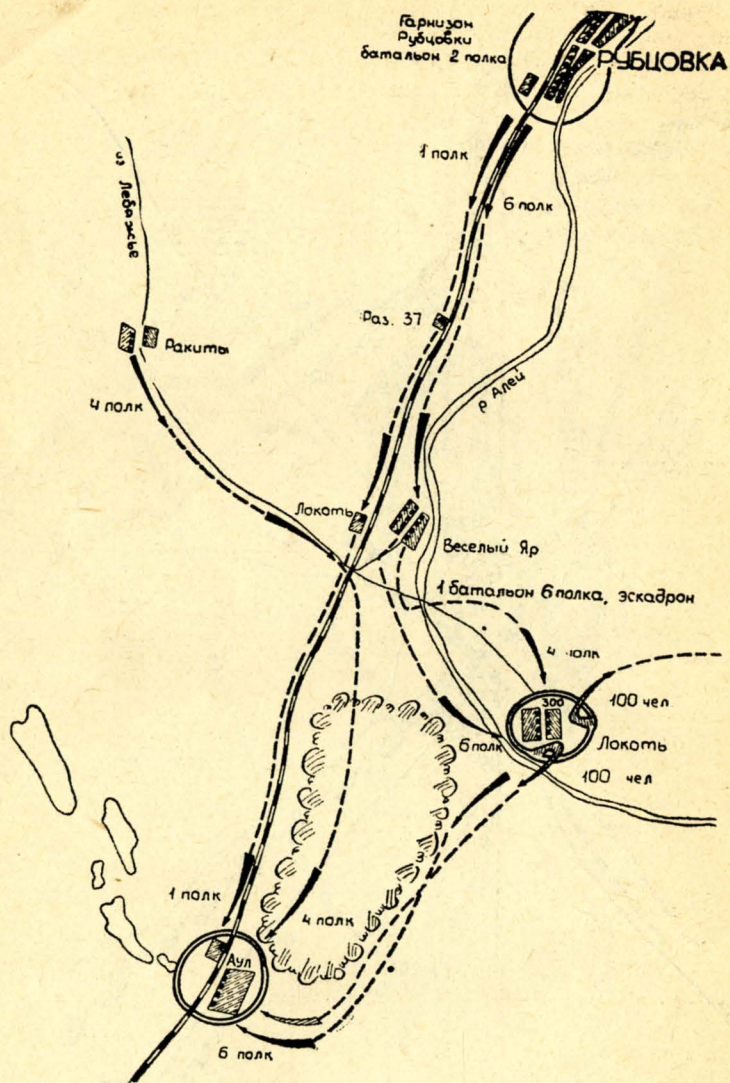 Гарнизон
Рубцовки
батальон 2 полка
РУБЦОВКА
1 полк
6 полк
из Лебяжье
Раз. 37
Ракиты
р Алей
4 полк
Локоть
Веселый Яр
1 батальон 6 полка, эскадрон
4 полк
300
100 чел
6 полк
Локоть
100 чел
1 полк
4 полк
Аул
6 полк